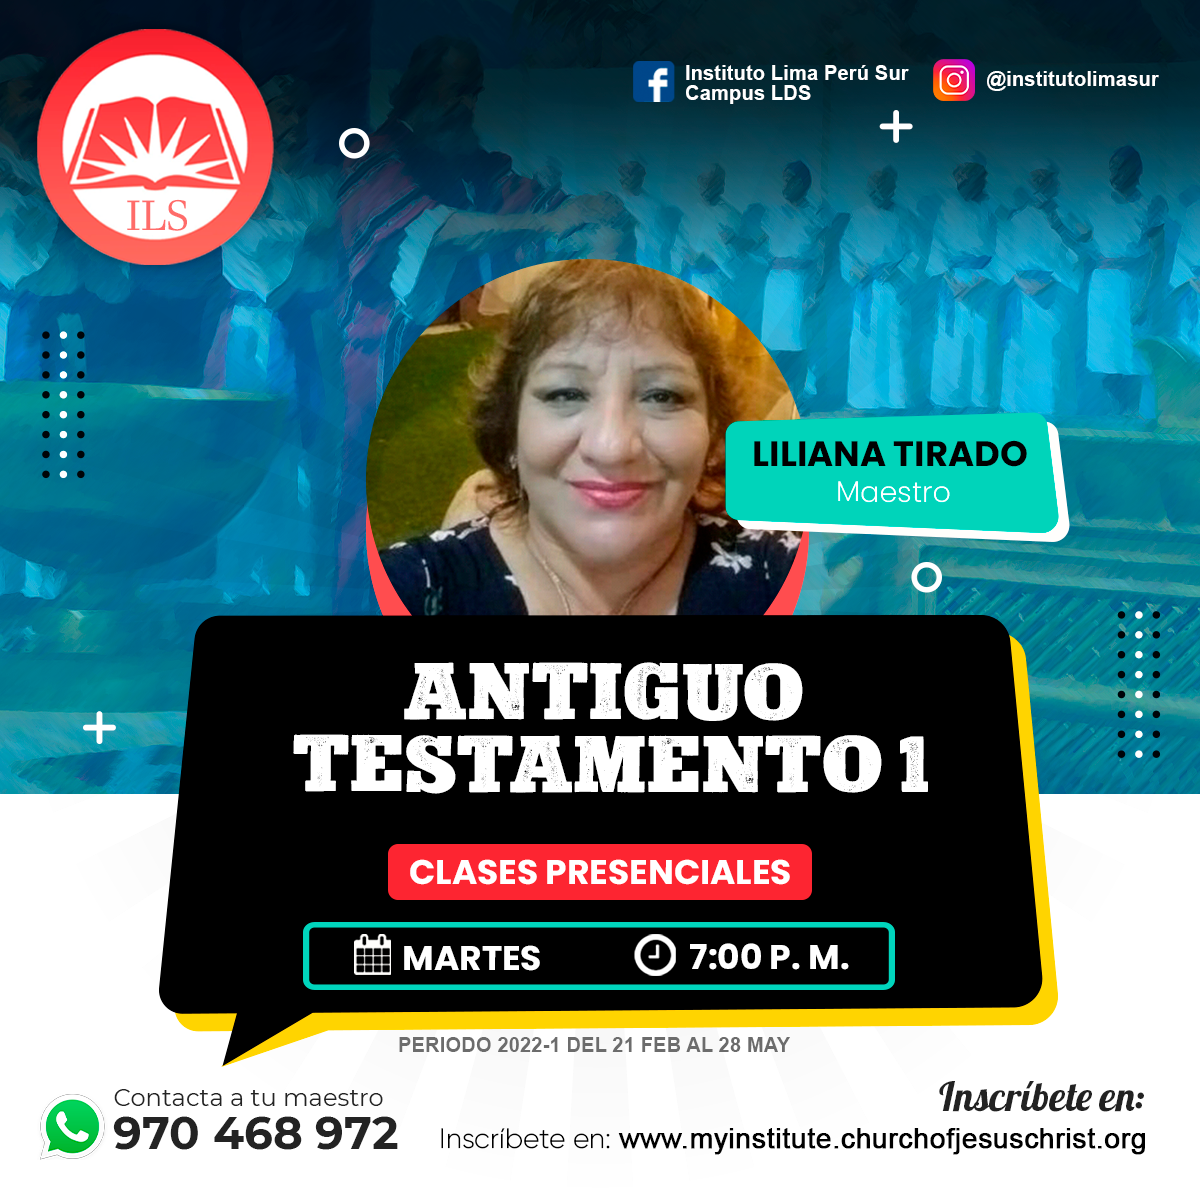 ILS
Instituto Lima Perú Sur
Campus LDS
@institutolimasur
LILIANA TIRADO
Maestro
ANTIGUO
TESTAMENTO 1
CLASES PRESENCIALES
MARTES
7:00 P. M.
PERIODO 2022-1 DEL 21 FEB AL 28 MAY
Contacta a tu maestro
970 468 972
Inscríbete en:
Inscríbete en: www.myinstitute.churchofjesuschrist.org